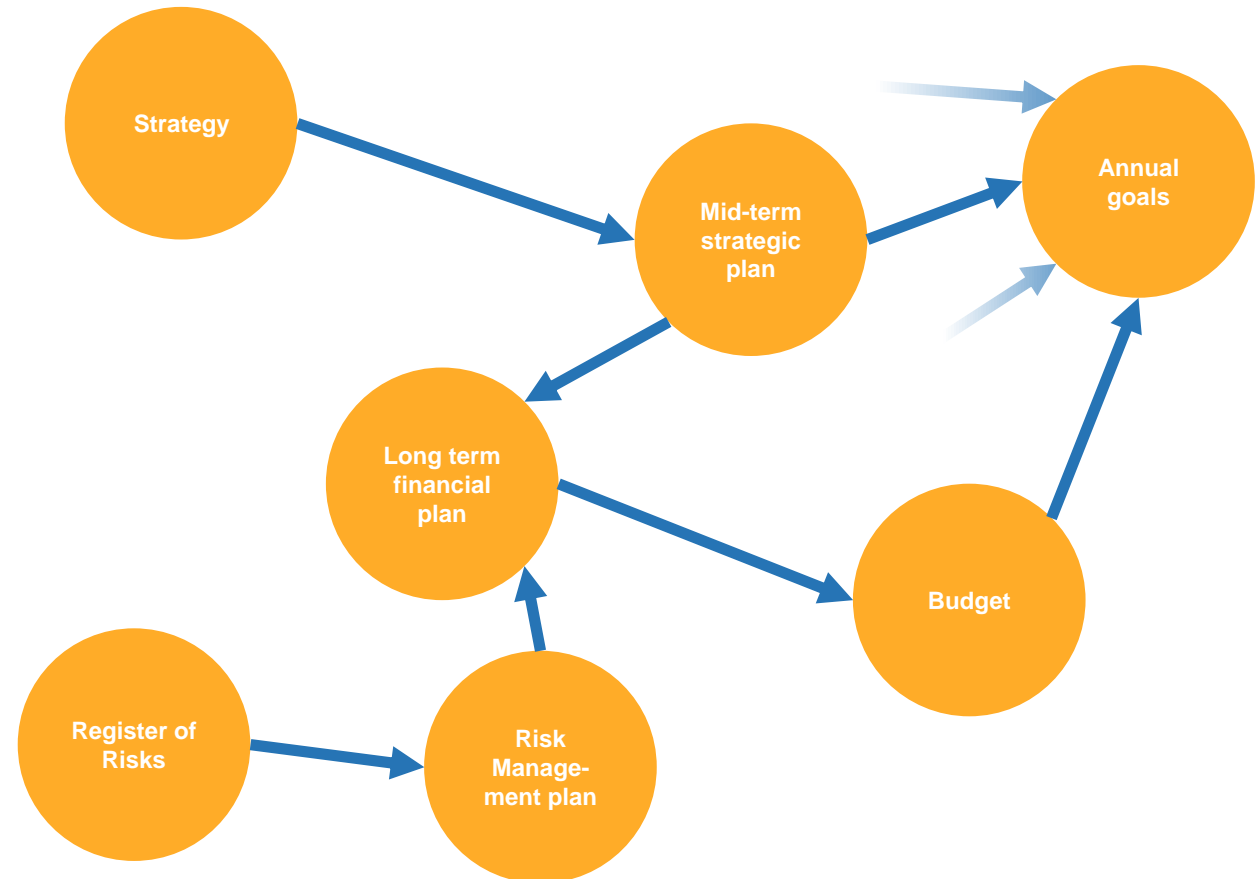 Strategy
Annual
goals
Mid-term
strategic
plan
Long term
financial
plan
Budget
Register of
Risks
Risk
Manage-
ment plan